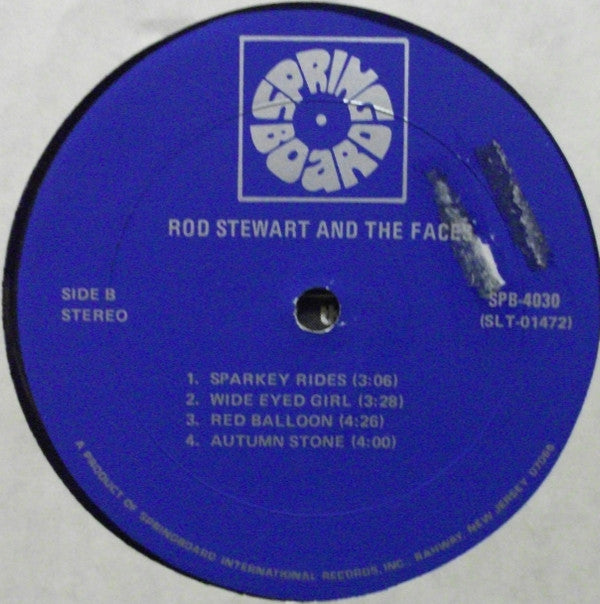 SPRING
BOARD
ROD STEWART AND THE FACES
SIDE B
STEREO
SPB-4030
(SLT-01472)
1. SPARKEY RIDES (3:06)
2. WIDE EYED GIRL (3:28)
3. RED BALLOON (4:26)
4. AUTUMN STONE (4:00)
A PRODUCT OF SPRINGBOARD INTERNATIONAL RECORDS, INC., RAHWAY, NEW JERSEY 07065